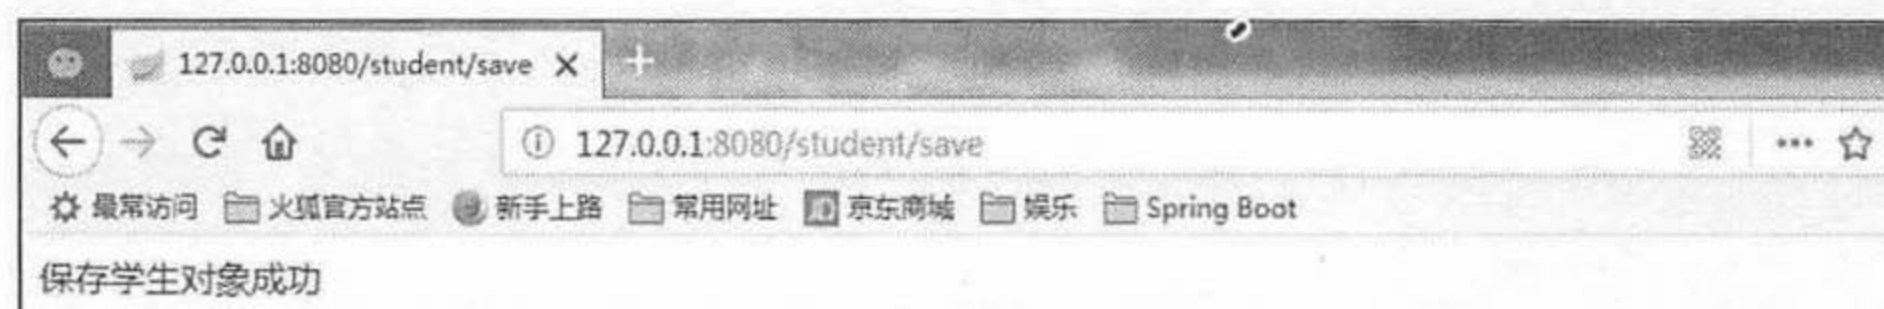 127.0.0.1:8080/student/save
127.0.0.1:8080/student/save
最常访问 火狐官方站点 新手上路 常用网址 京东商城 娱乐 Spring Boot
保存学生对象成功